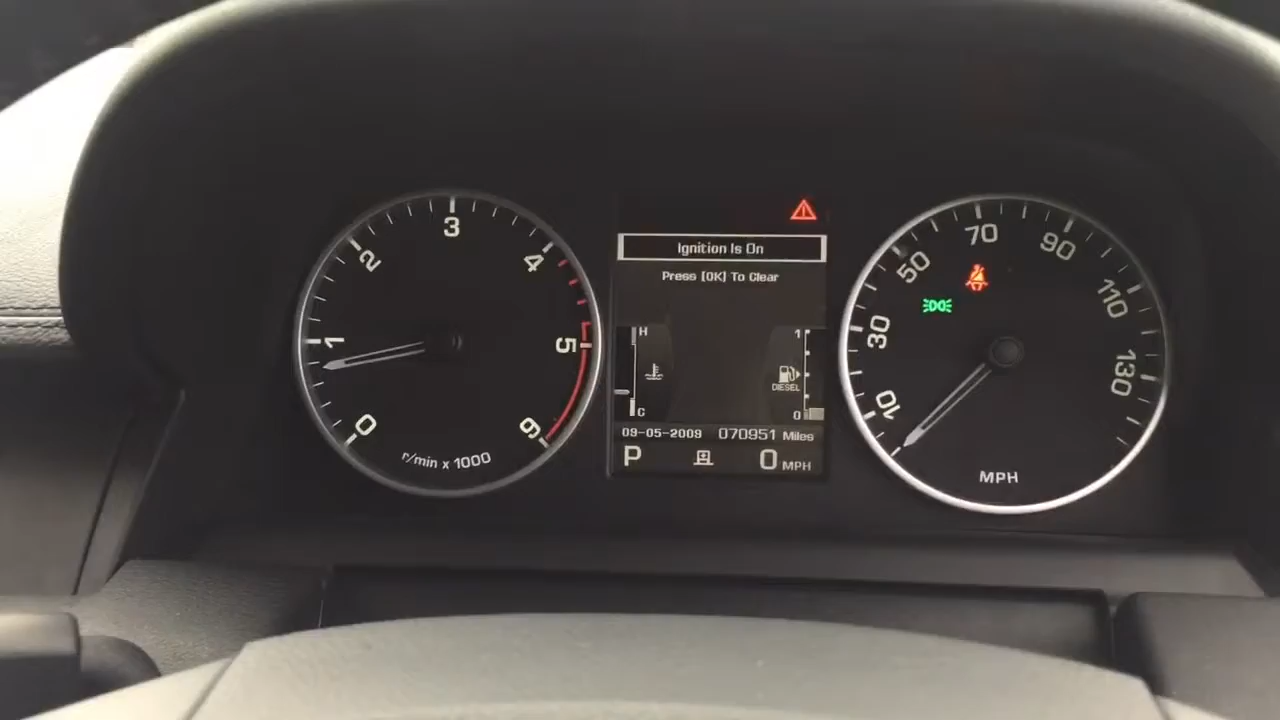 0
1
2
3
4
5
6
r/min x 1000
Ignition Is On
Press [OK] To Clear
H
C
1
DIESEL
0
09-05-2009 070951 Miles
P 0 MPH
10
30
50
70
90
110
130
MPH